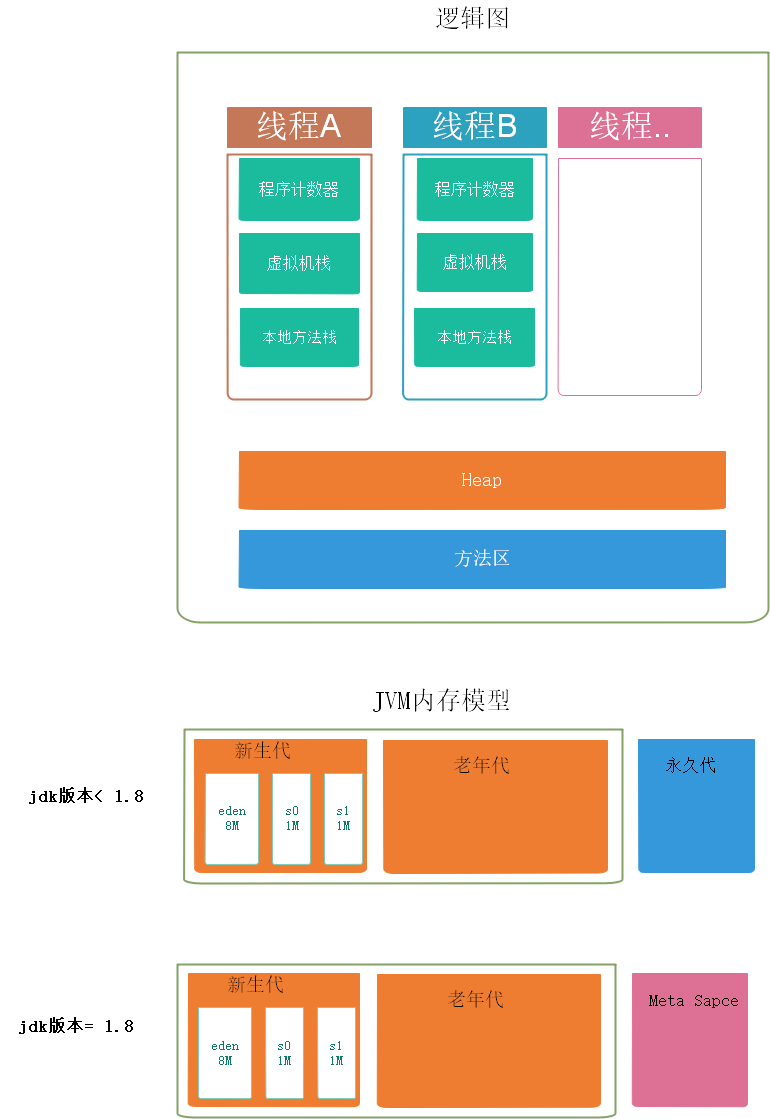 逻辑图
线程A
线程B
线程..
程序计数器
程序计数器
虚拟机栈
虚拟机栈
本地方法栈
本地方法栈
Heap
方法区
JVM内存模型
jdk版本< 1.8
新生代
eden
8M
s0
1M
s1
1M
老年代
永久代
jdk版本= 1.8
新生代
eden
8M
s0
1M
s1
1M
老年代
Meta Sapce